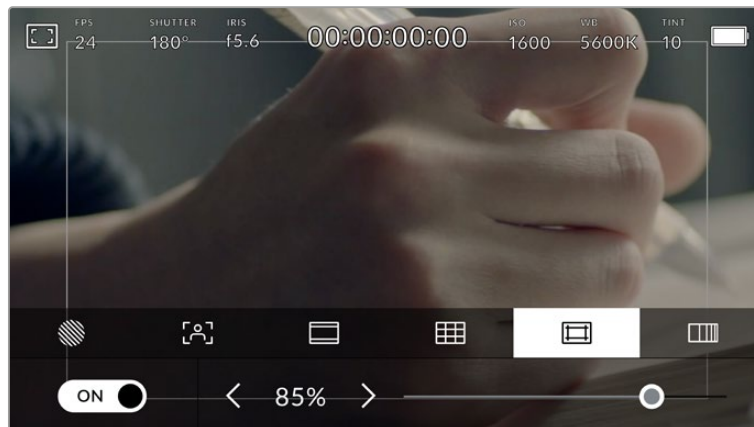 FPS SHUTTER IRIS ISO WB TINT
24 180° f5.6 00:00:00:00 1600 5600K 10
ON 85%